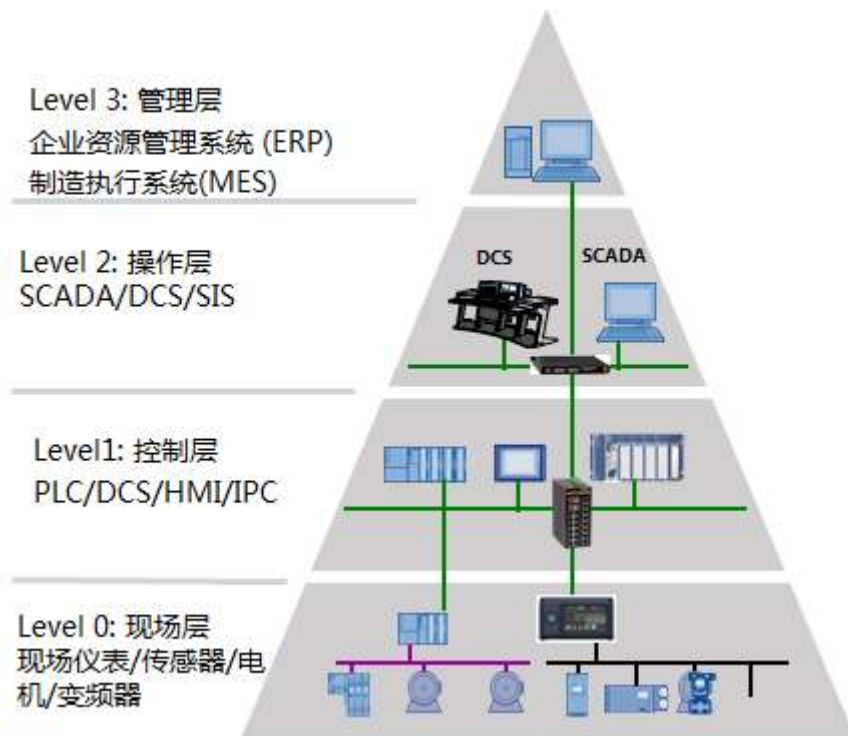 Level 3: 管理层
企业资源管理系统 (ERP)
制造执行系统(MES)
Level 2: 操作层
SCADA/DCS/SIS
DCS
SCADA
Level1: 控制层
PLC/DCS/HMI/IPC
Level 0: 现场层
现场仪表/传感器/电
机/变频器